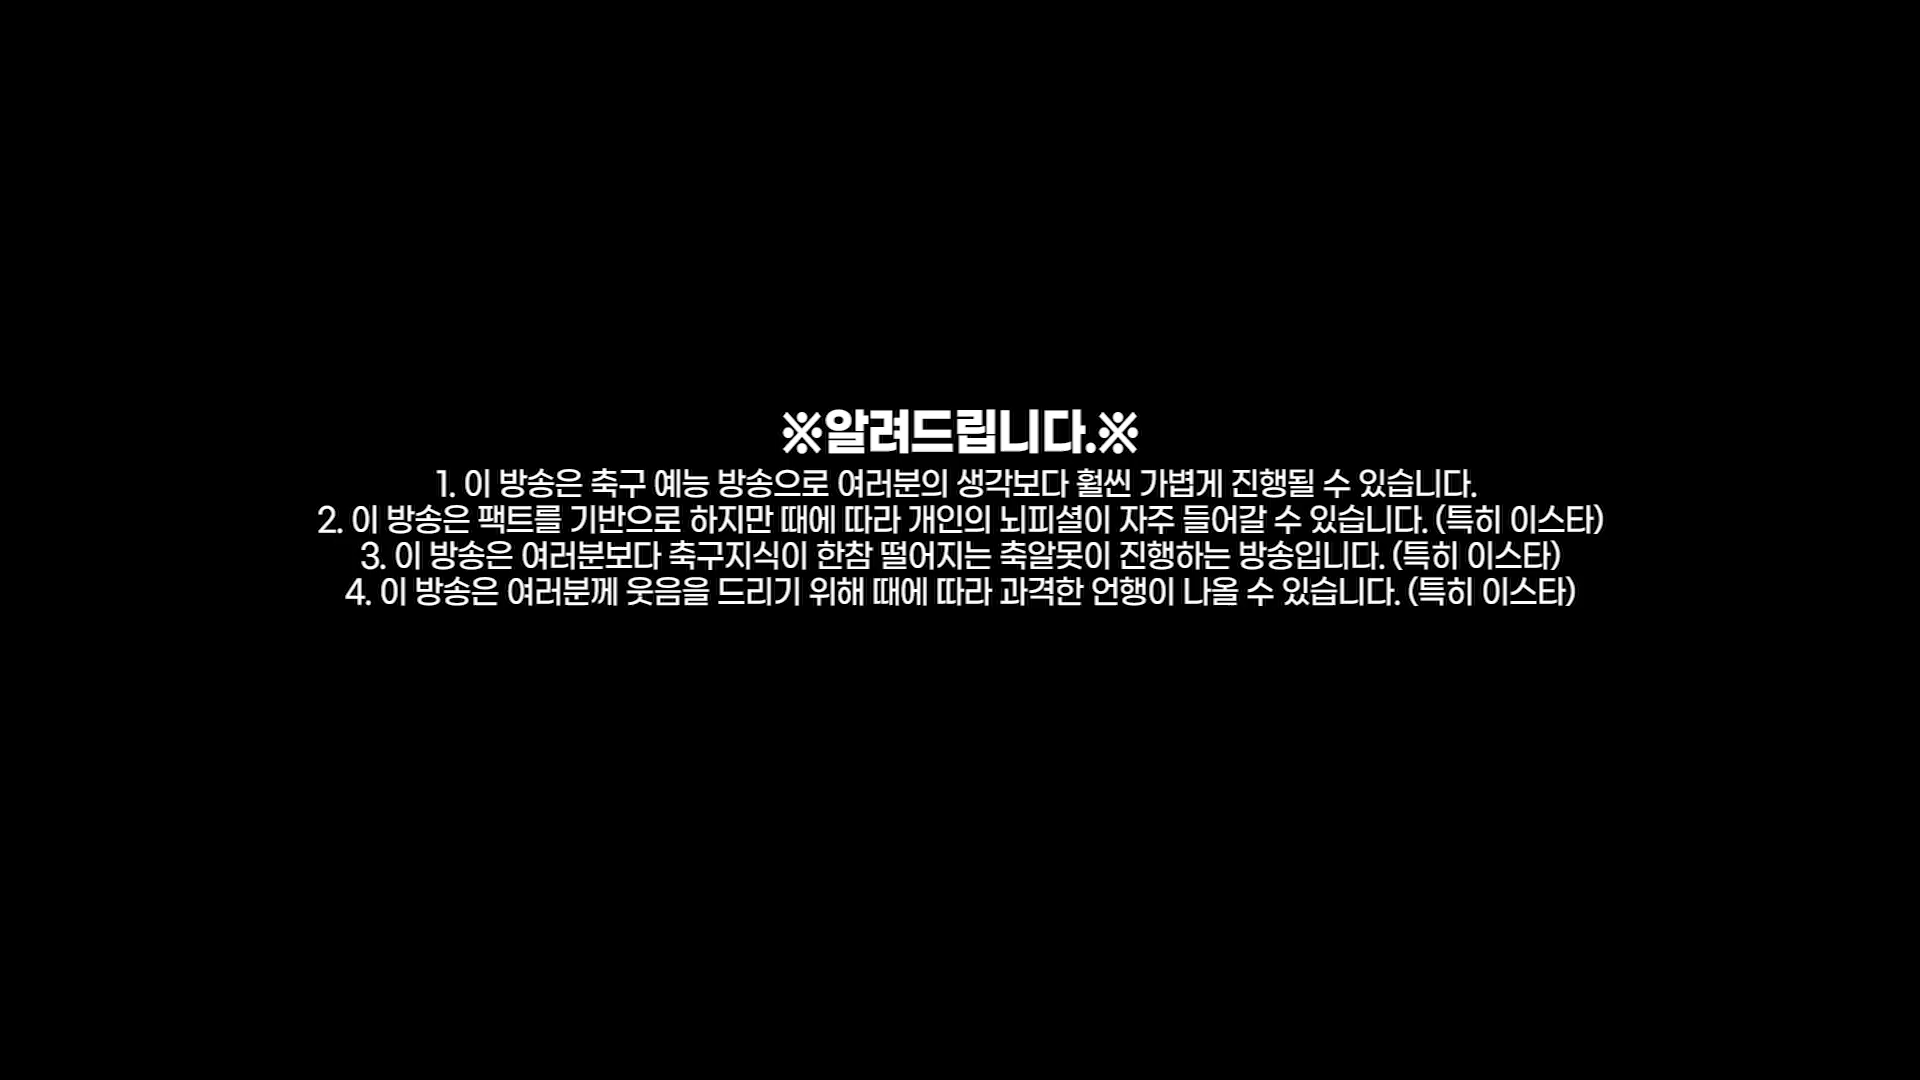 ※알려드립니다.※
1. 이 방송은 축구 예능 방송으로 여러분의 생각보다 훨씬 가볍게 진행될 수 있습니다.
2. 이 방송은 팩트를 기반으로 하지만 때에 따라 개인의 뇌피셜이 자주 들어갈 수 있습니다. (특히 이스타)
3. 이 방송은 여러분보다 축구지식이 한참 떨어지는 축알못이 진행하는 방송입니다. (특히 이스타)
4. 이 방송은 여러분께 웃음을 드리기 위해 때에 따라 과격한 언행이 나올 수 있습니다. (특히 이스타)